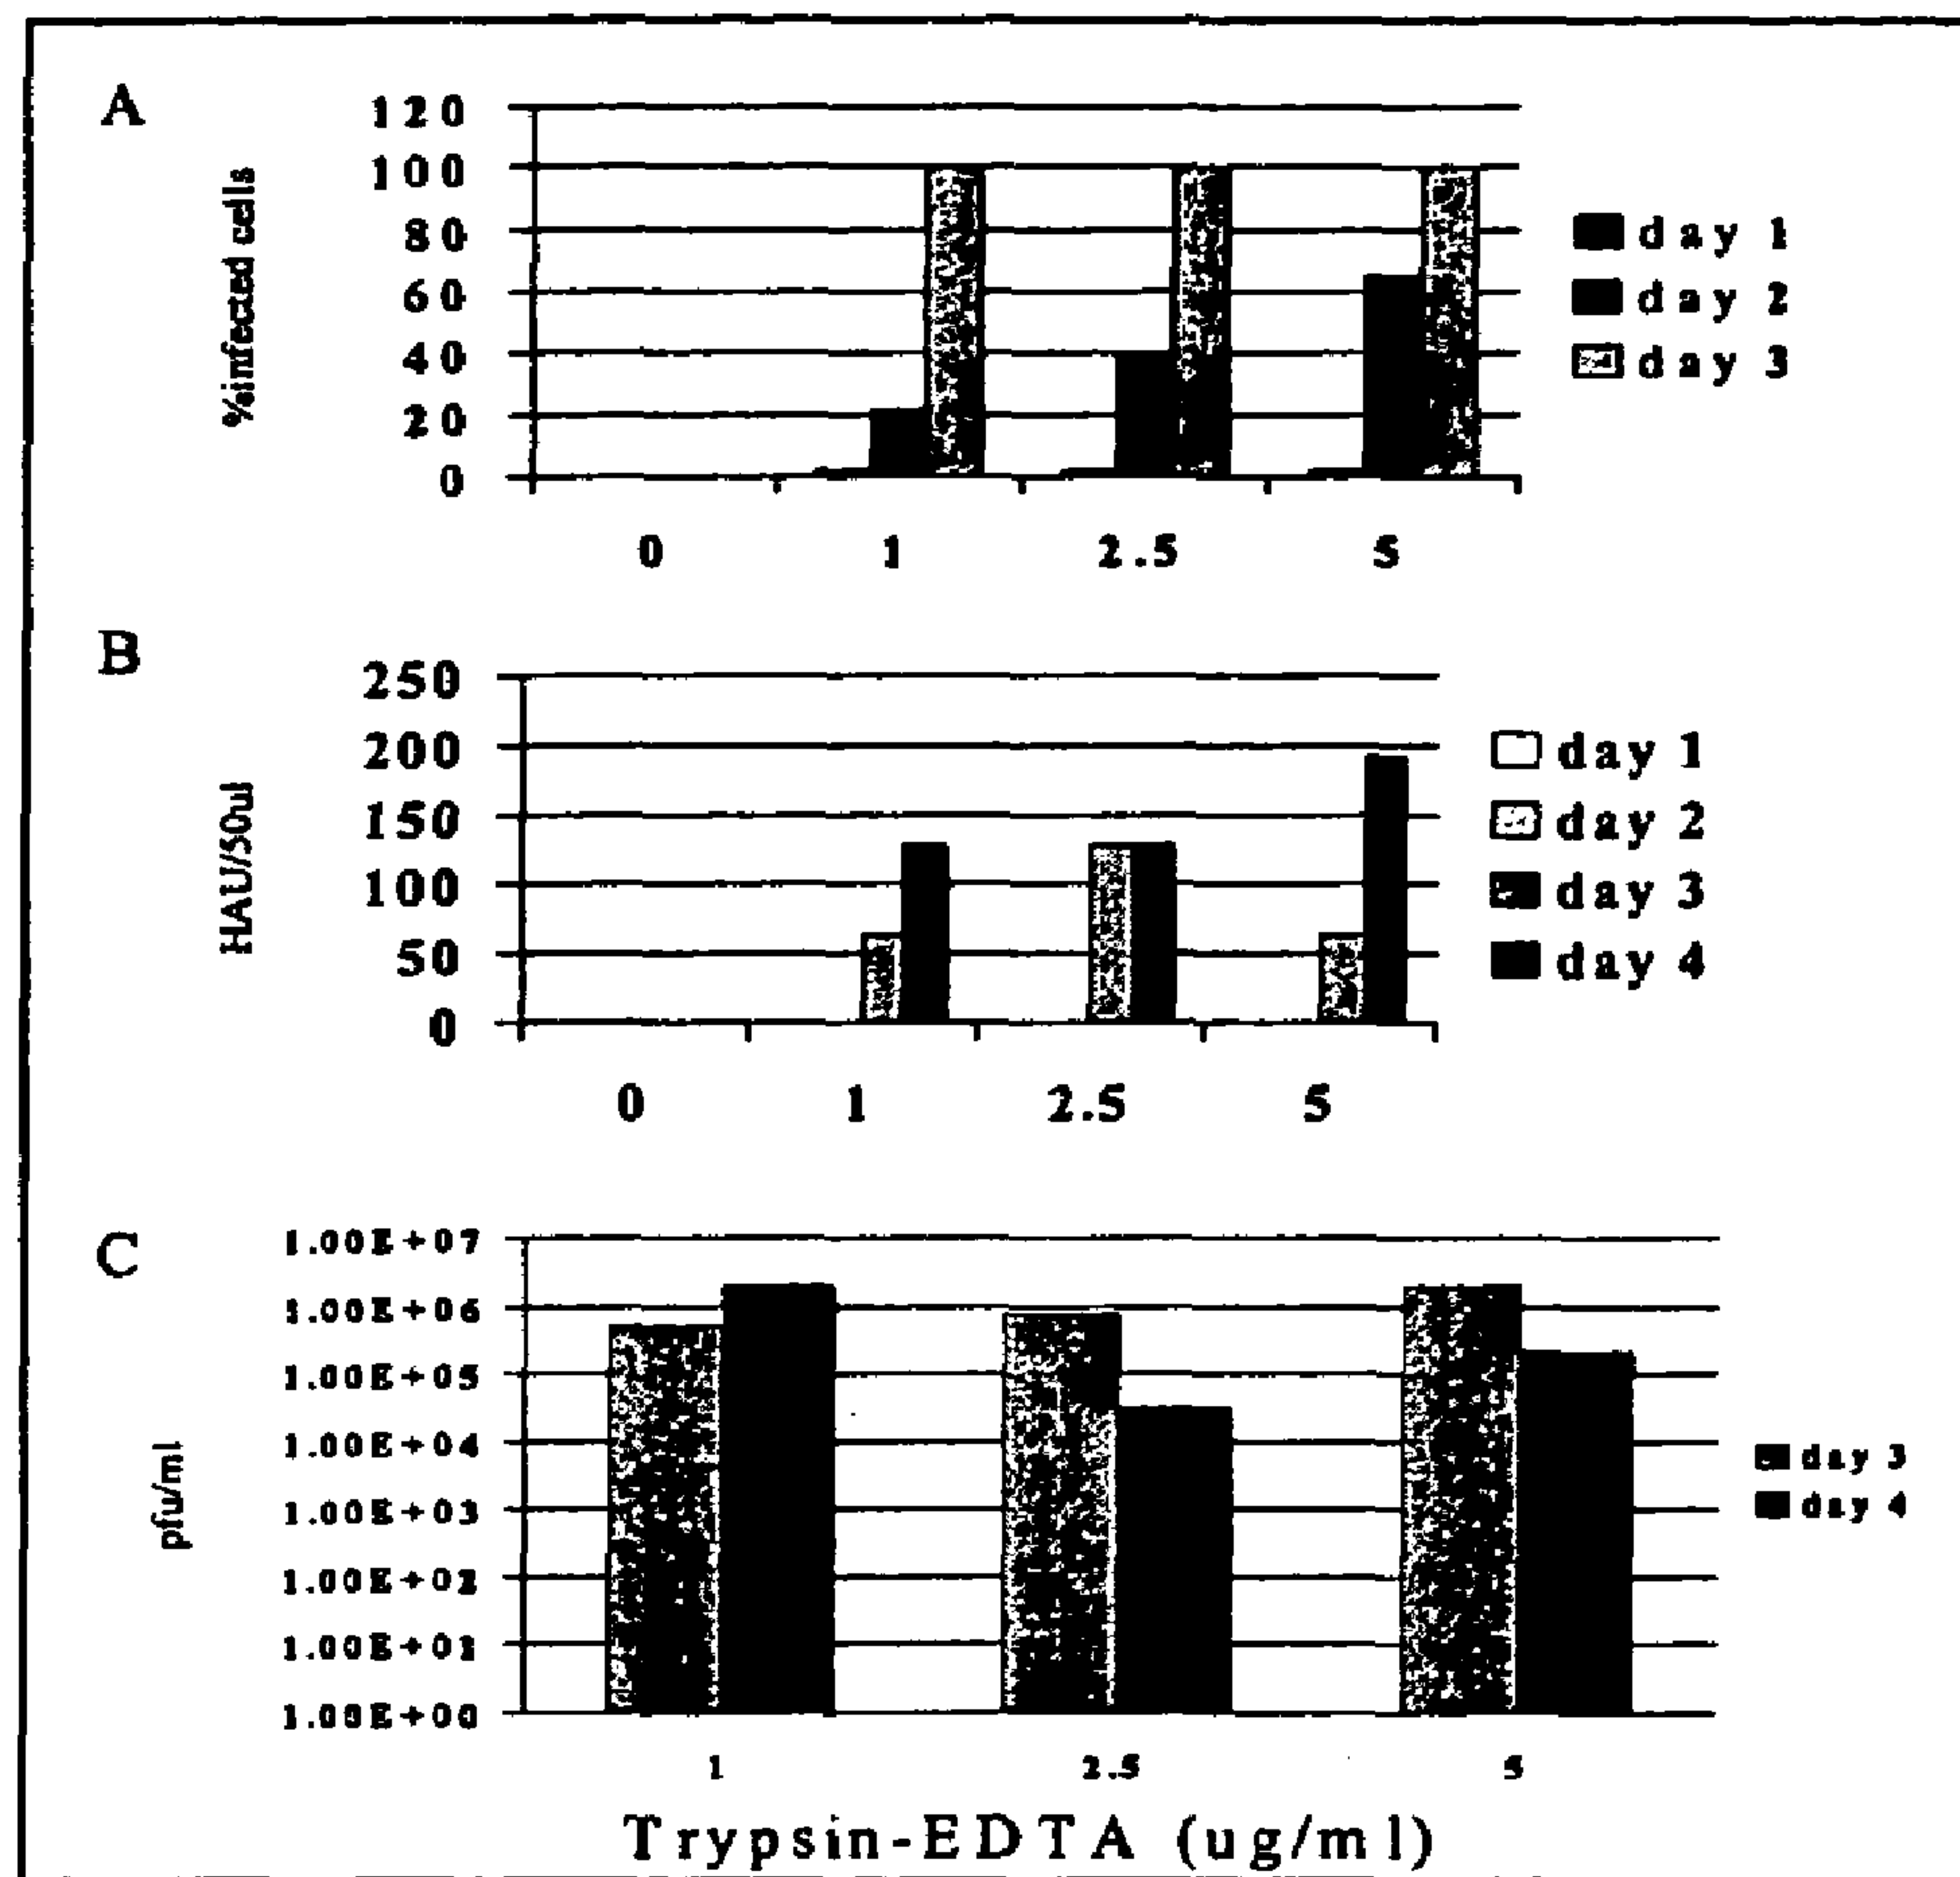 A
%infected cells
120
100
80
60
40
20
0
0 1 2.5 5
day 1
day 2
day 3
B
HAU/50ul
250
200
150
100
50
0
0 1 2.5 5
day 1
day 2
day 3
day 4
C
pfu/ml
1.00E+07
1.00E+06
1.00E+05
1.00E+04
1.00E+03
1.00E+02
1.00E+01
1.00E+00
1 2.5 5
day 3
day 4
Trypsin-EDTA (ug/ml)